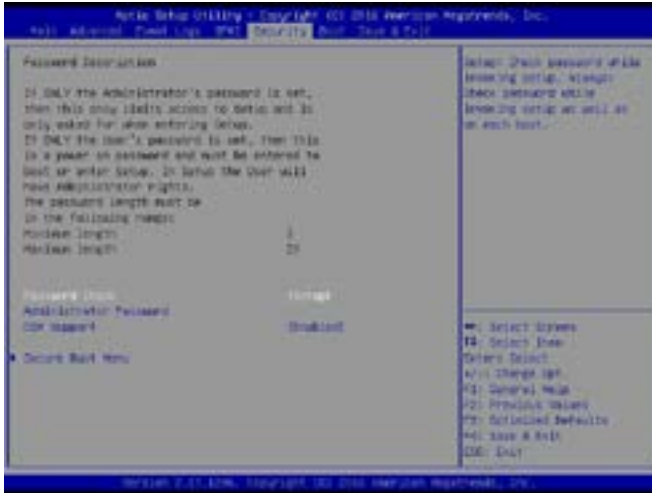 Aptio Setup Utility - Copyright (C) 2016 American Megatrends, Inc.
Main Advanced Event Logs IPMI Security Boot Save & Exit
Password Description
If ONLY the Administrator's password is set,
then this only limits access to Setup and is
only asked for when entering Setup.
If ONLY the User's password is set, then this
is a power on password and must be entered to
boot or enter Setup. In Setup the User will
have Administrator rights.
The password length must be
in the following range:
Minimum length 3
Maximum length 20
Password Check
Administrator Password
CSM Support
Secure Boot Menu
Setup: Check password while
invoking setup. Always:
Check password while
invoking setup as well as
on each boot.
: Select Screen
: Select Item
Enter: Select
+/-: Change Opt.
F1: General Help
F2: Previous Values
F3: Optimized Defaults
F4: Save & Exit
ESC: Exit
Copyright (C) 2016 American Megatrends, Inc.